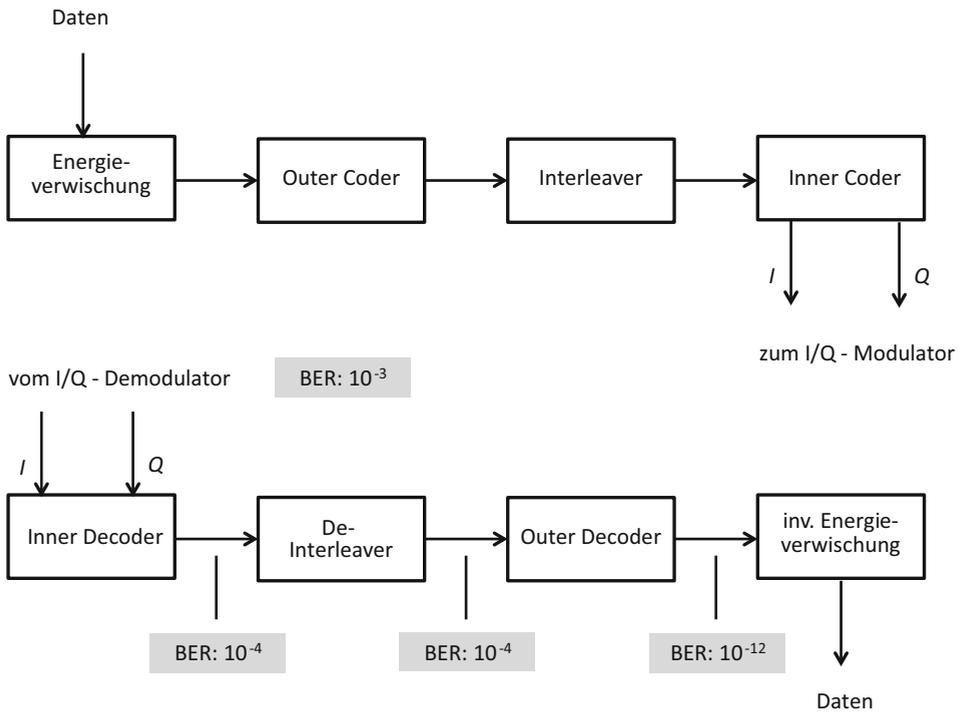 Daten
Energie-
verwischung
Outer Coder
Interleaver
Inner Coder
I
Q
zum I/Q - Modulator
vom I/Q - Demodulator
BER: 10⁻³
I
Q
Inner Decoder
De-
Interleaver
Outer Decoder
inv. Energie-
verwischung
BER: 10⁻⁴
BER: 10⁻⁴
BER: 10⁻¹²
Daten